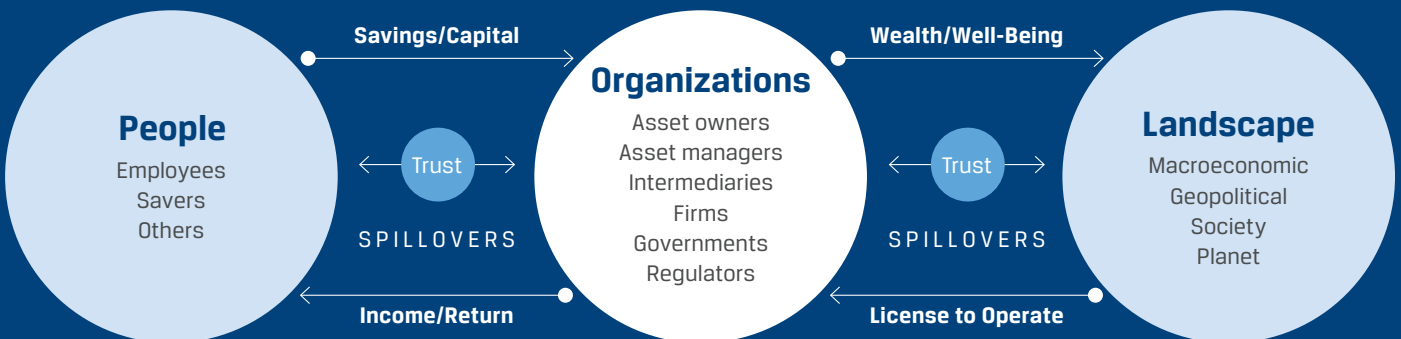 Savings/Capital
Wealth/Well-Being
People
Employees
Savers
Others
Trust
SPILLOVERS
Organizations
Asset owners
Asset managers
Intermediaries
Firms
Governments
Regulators
Trust
SPILLOVERS
Landscape
Macroeconomic
Geopolitical
Society
Planet
Income/Return
License to Operate